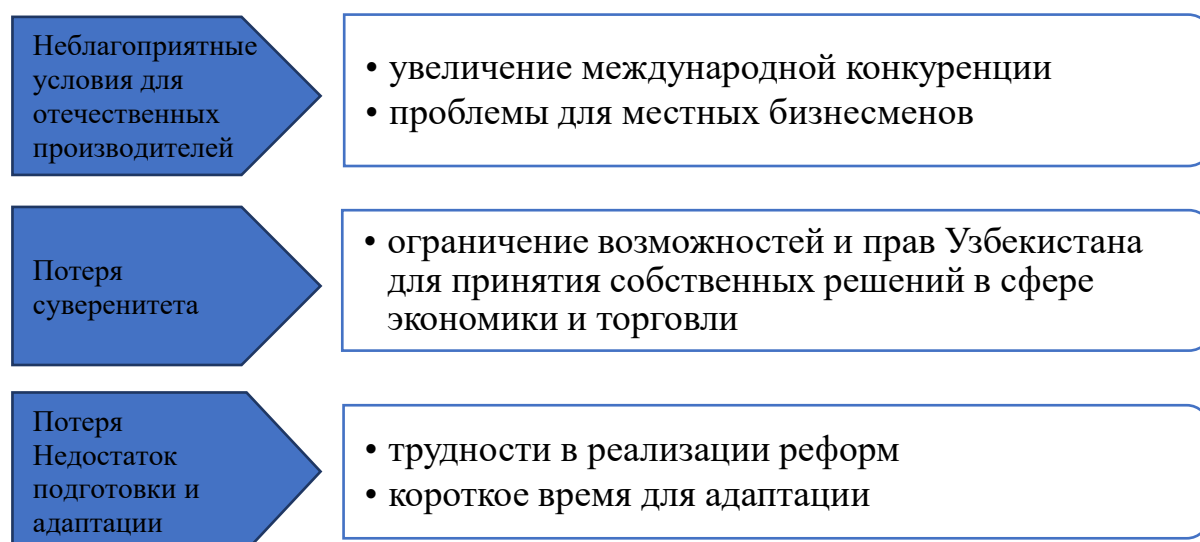 Неблагоприятные
условия для
отечественных
производителей
• увеличение международной конкуренции
• проблемы для местных бизнесменов
Потеря
суверенитета
• ограничение возможностей и прав Узбекистана
для принятия собственных решений в сфере
экономики и торговли
Потеря
Недостаток
подготовки и
адаптации
• трудности в реализации реформ
• короткое время для адаптации